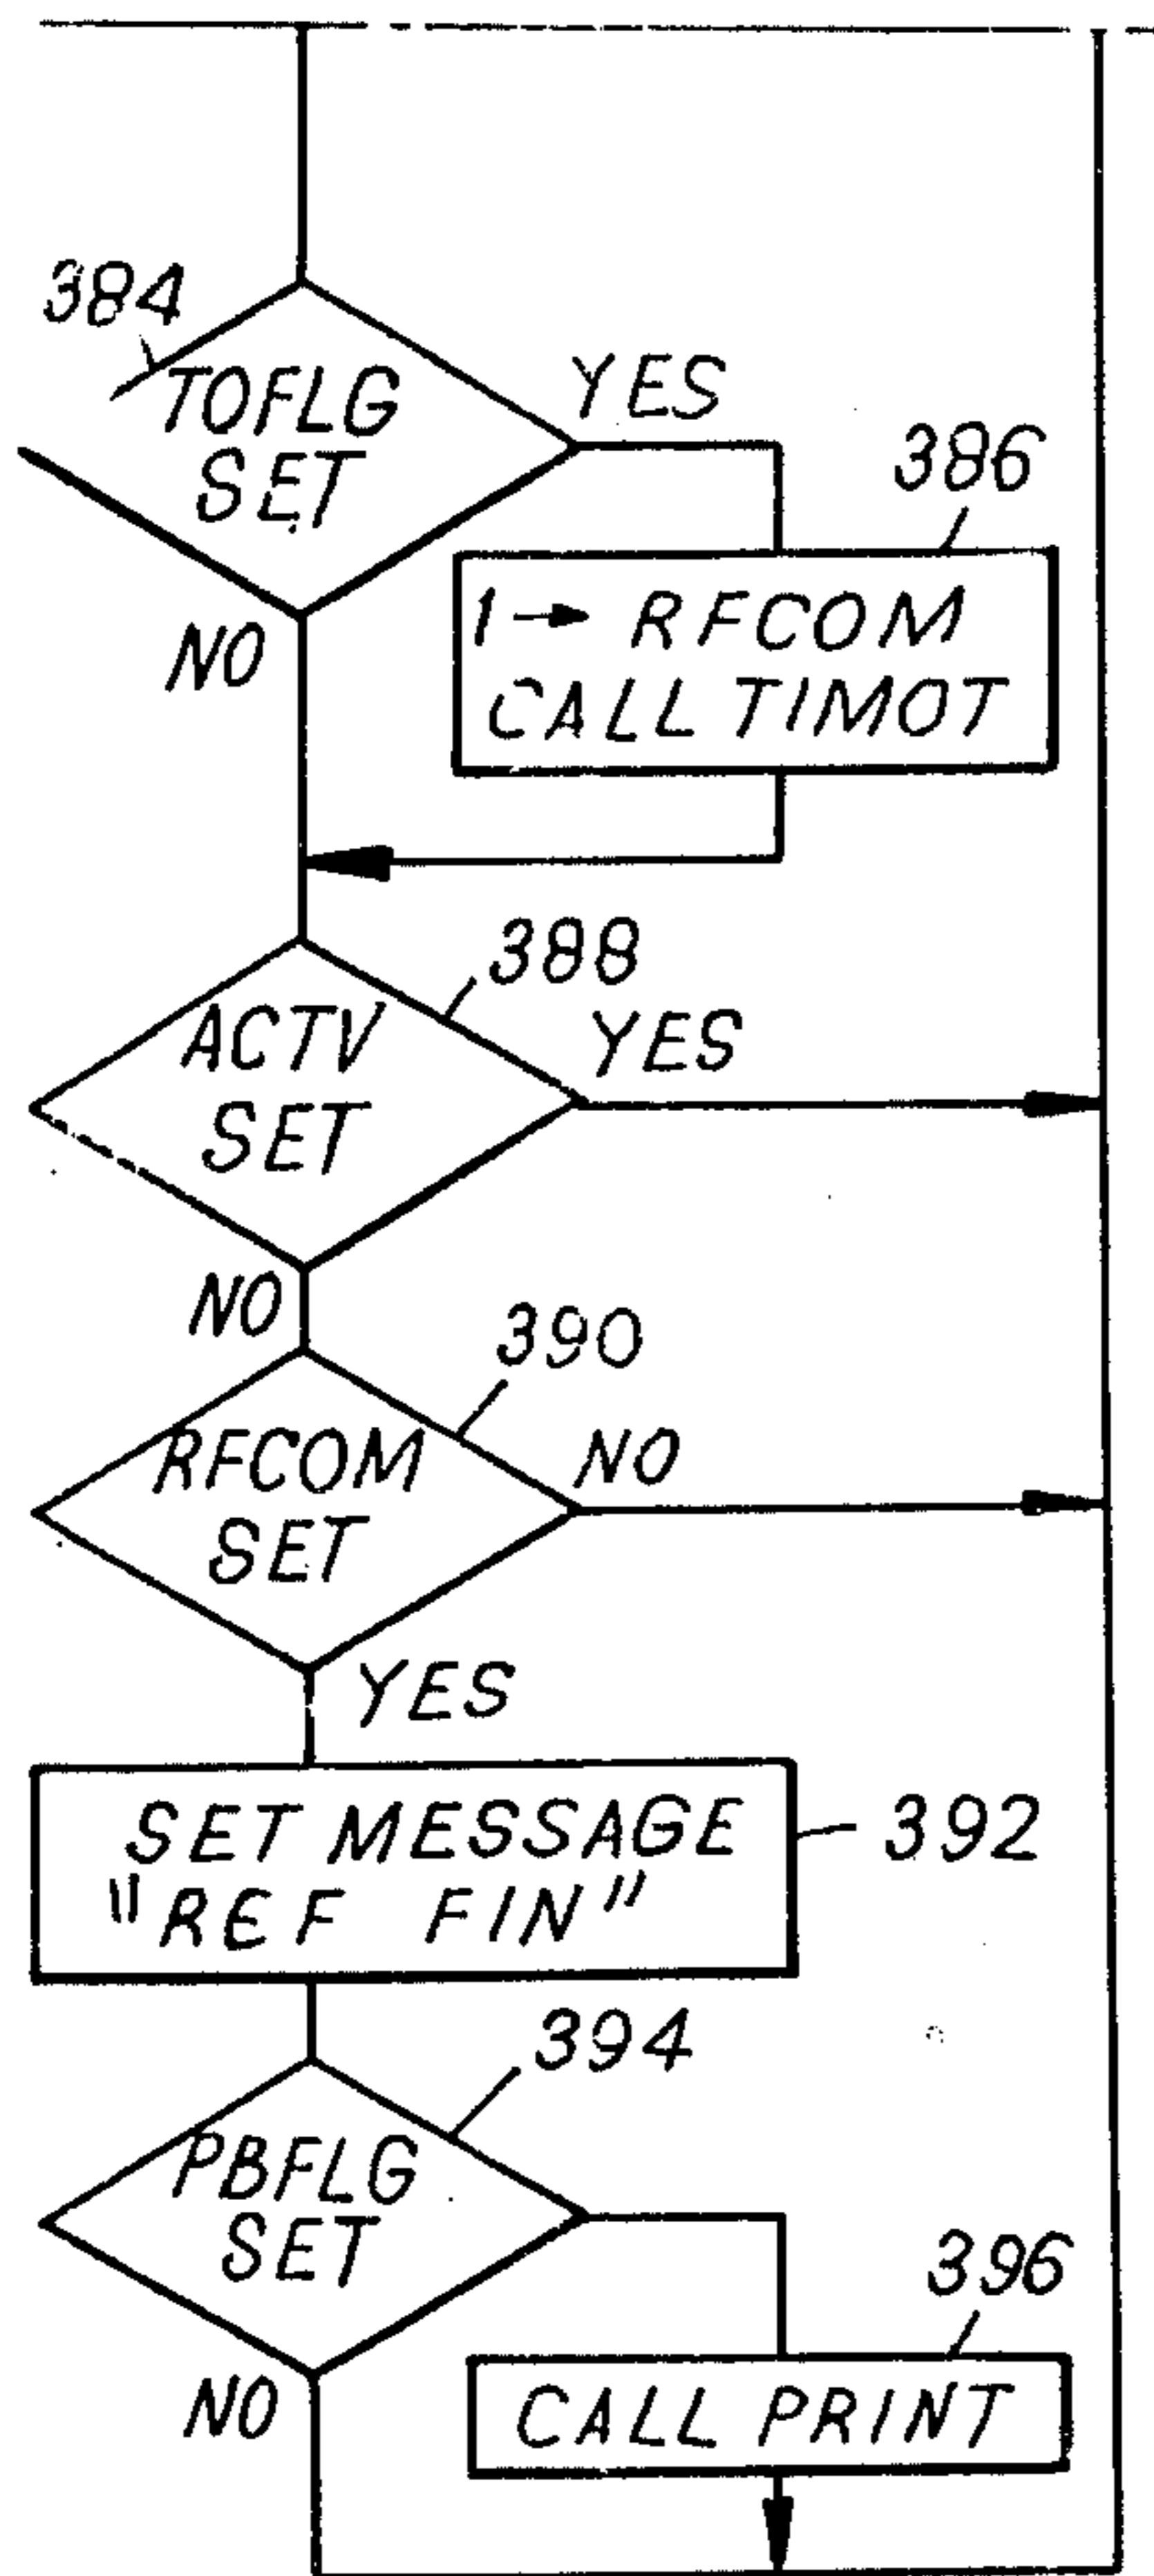 384
TOFLG
SET
YES
386
1 → RFCOM
CALL TIMOT
NO
388
ACTV
SET
YES
NO
390
RFCOM
SET
NO
YES
SET MESSAGE
"REF FIN"
392
394
PBFLG
SET
396
NO
CALL PRINT